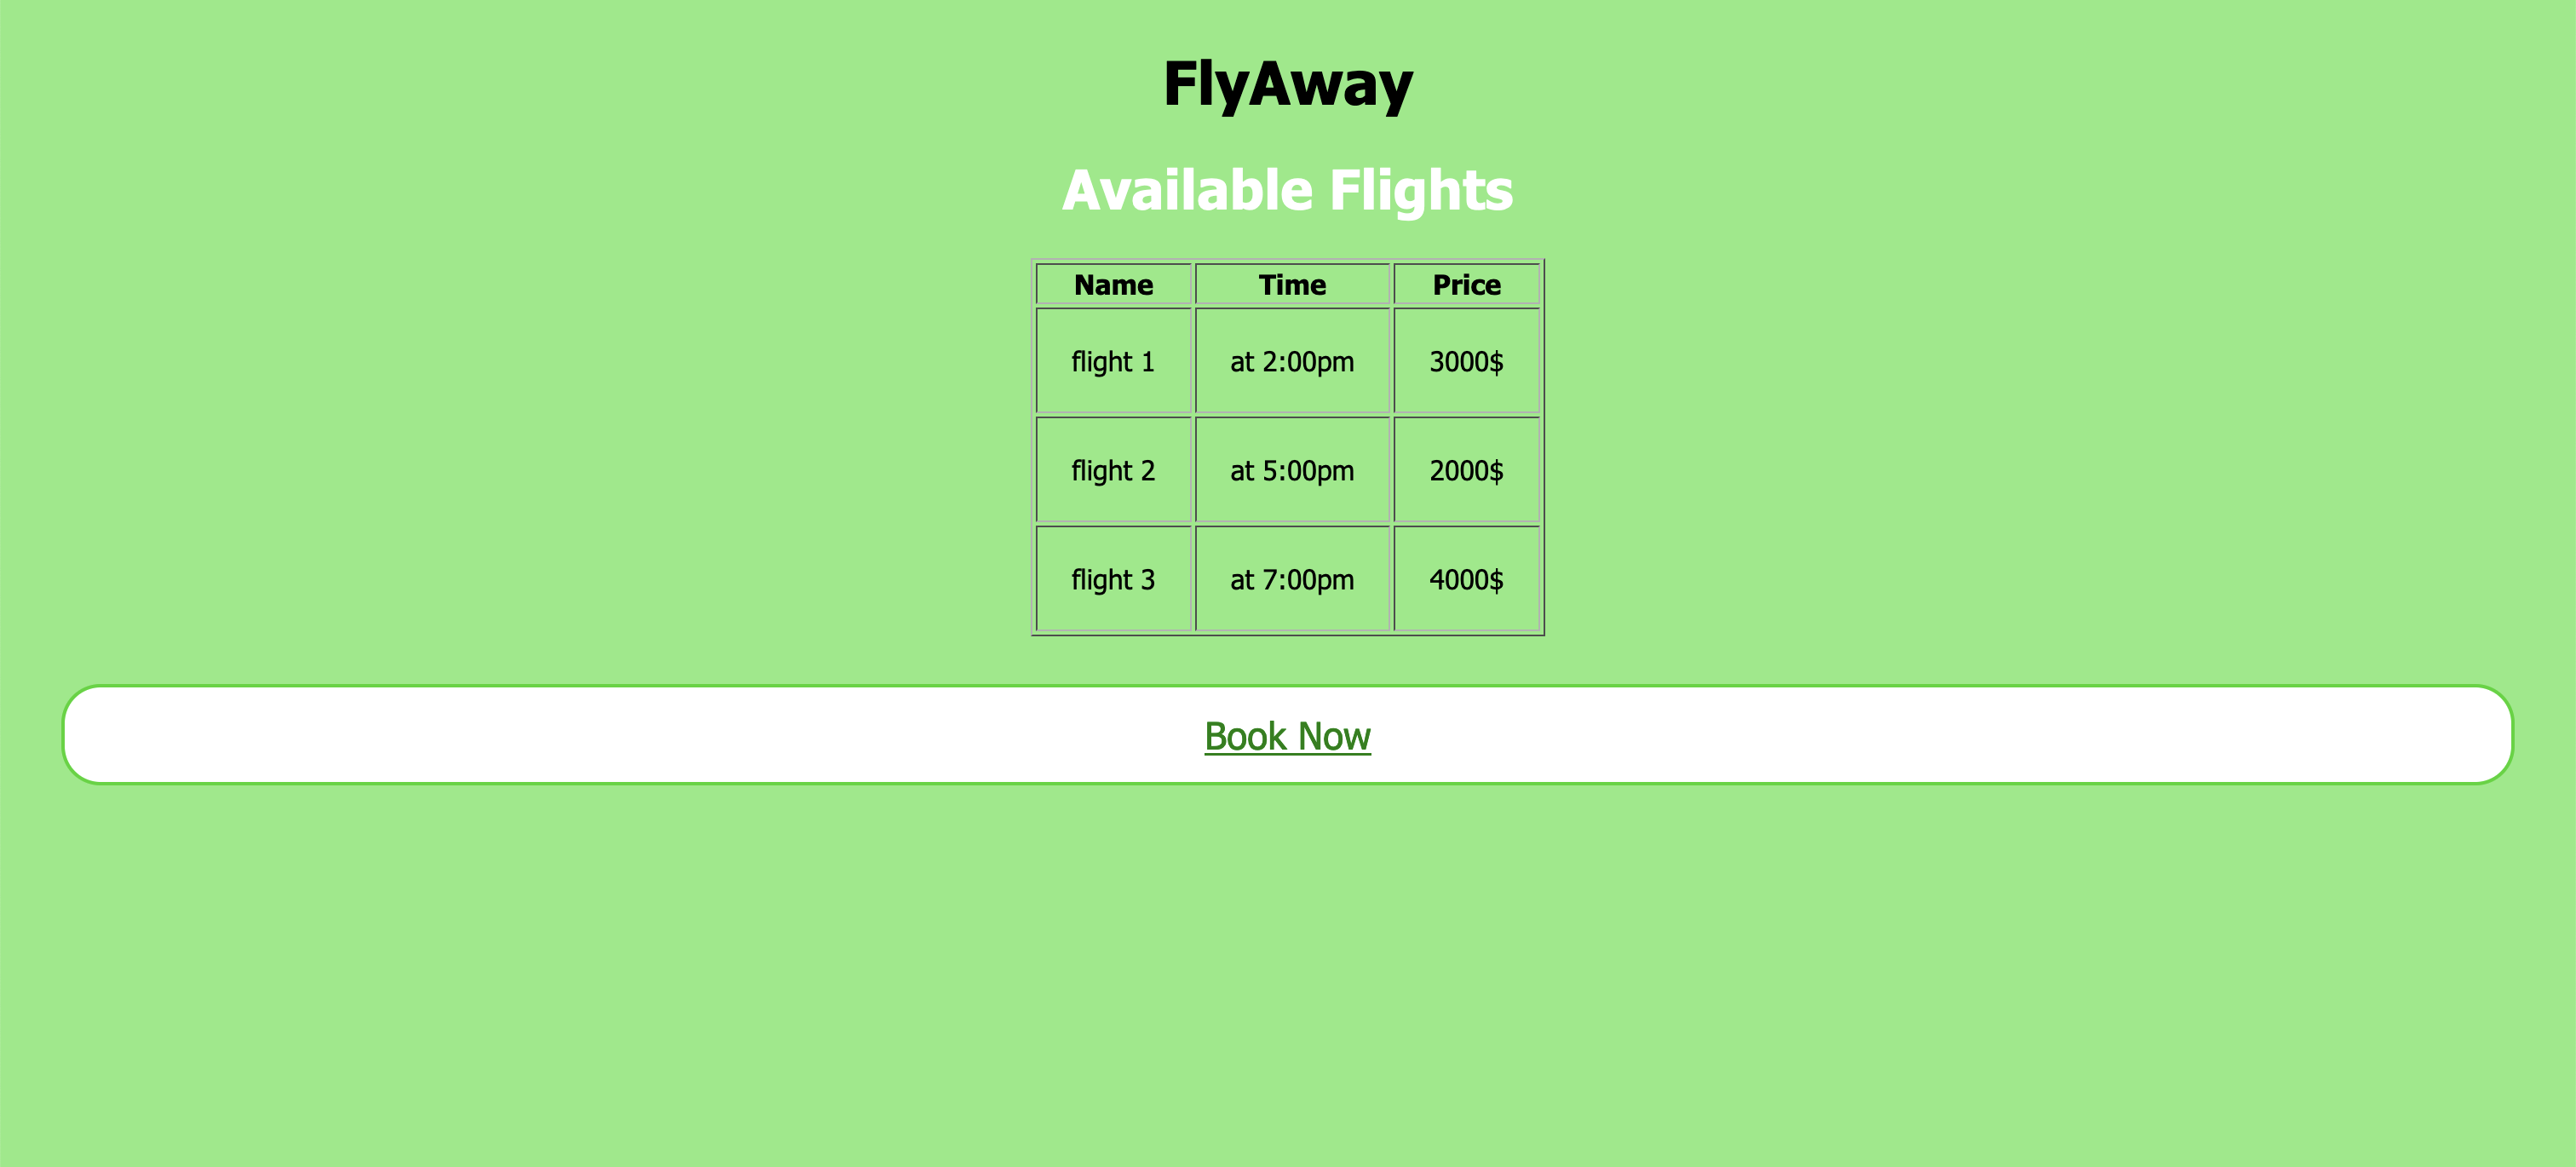 FlyAway
Available Flights
Name Time Price
flight 1 at 2:00pm 3000$
flight 2 at 5:00pm 2000$
flight 3 at 7:00pm 4000$
Book Now